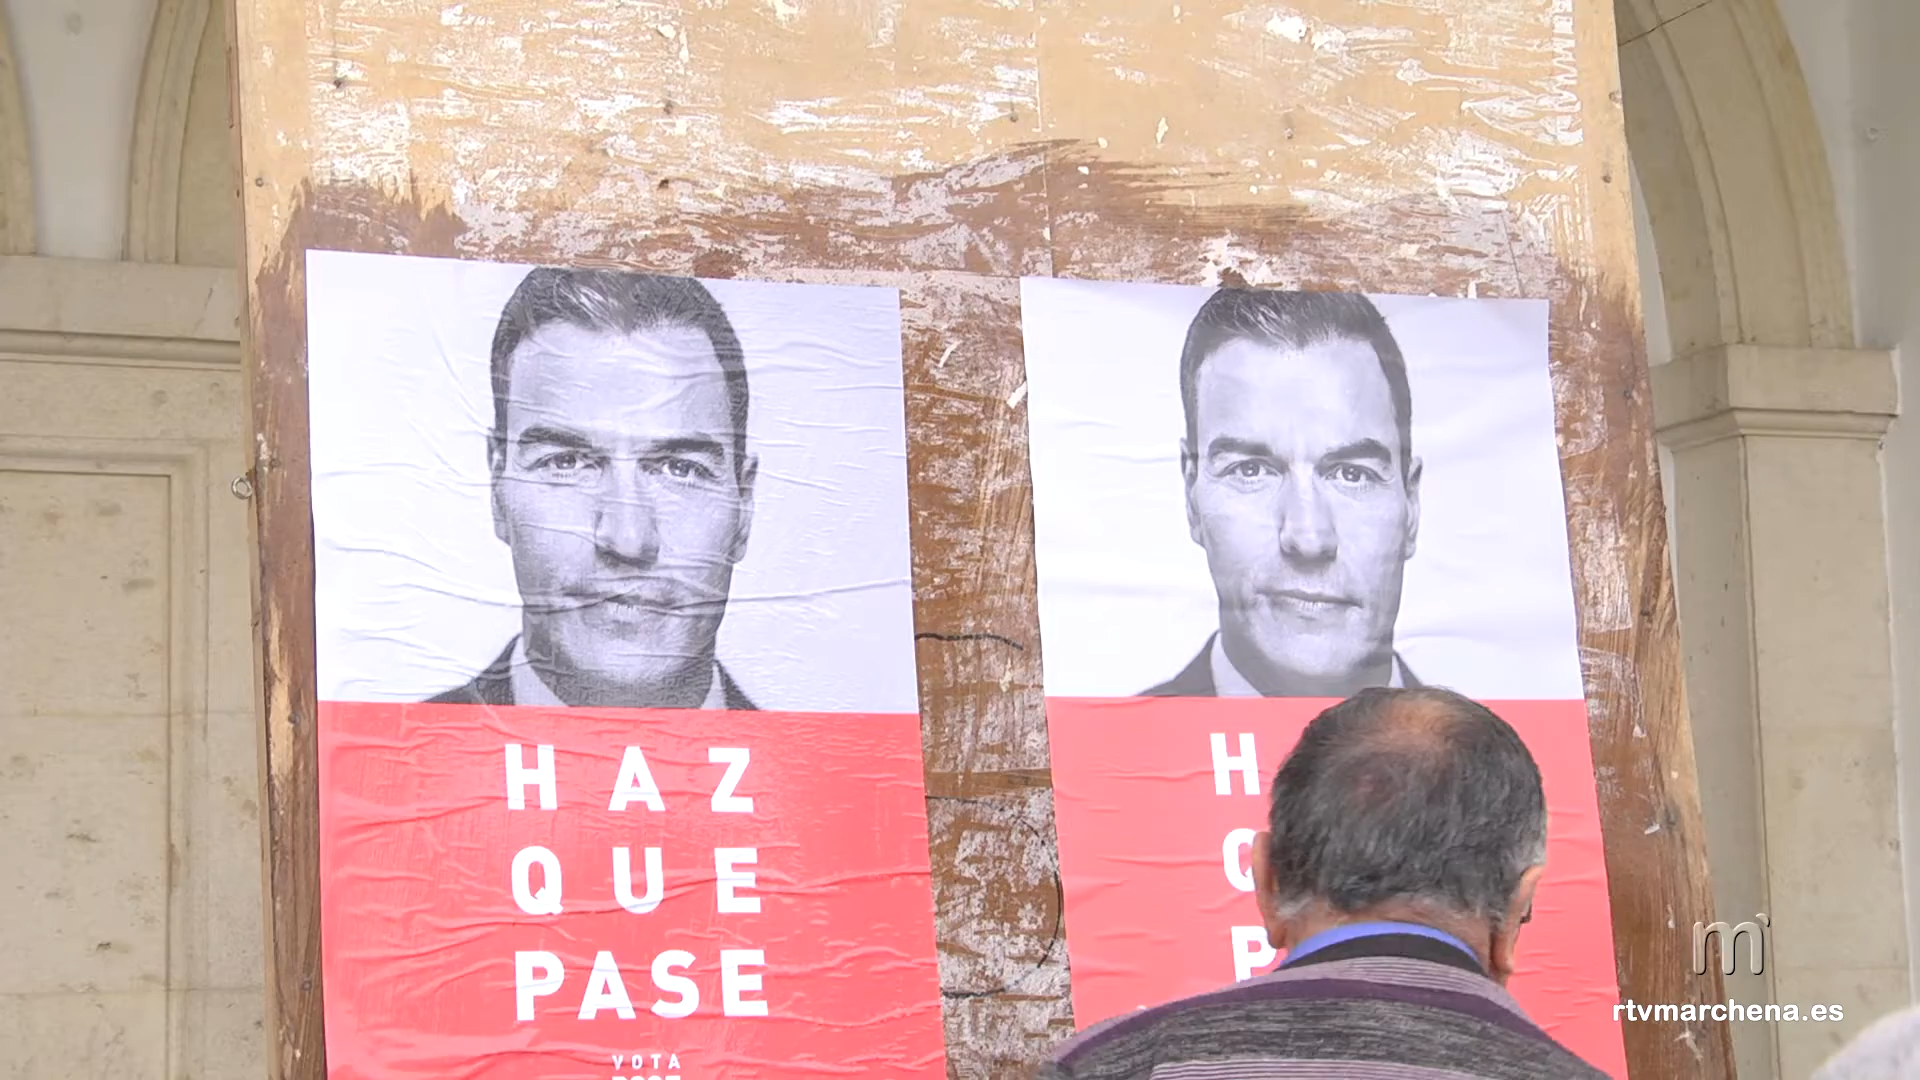 HAZ
QUE
PASE
VOTA
H
Q
P
m
rtvmarchena.es